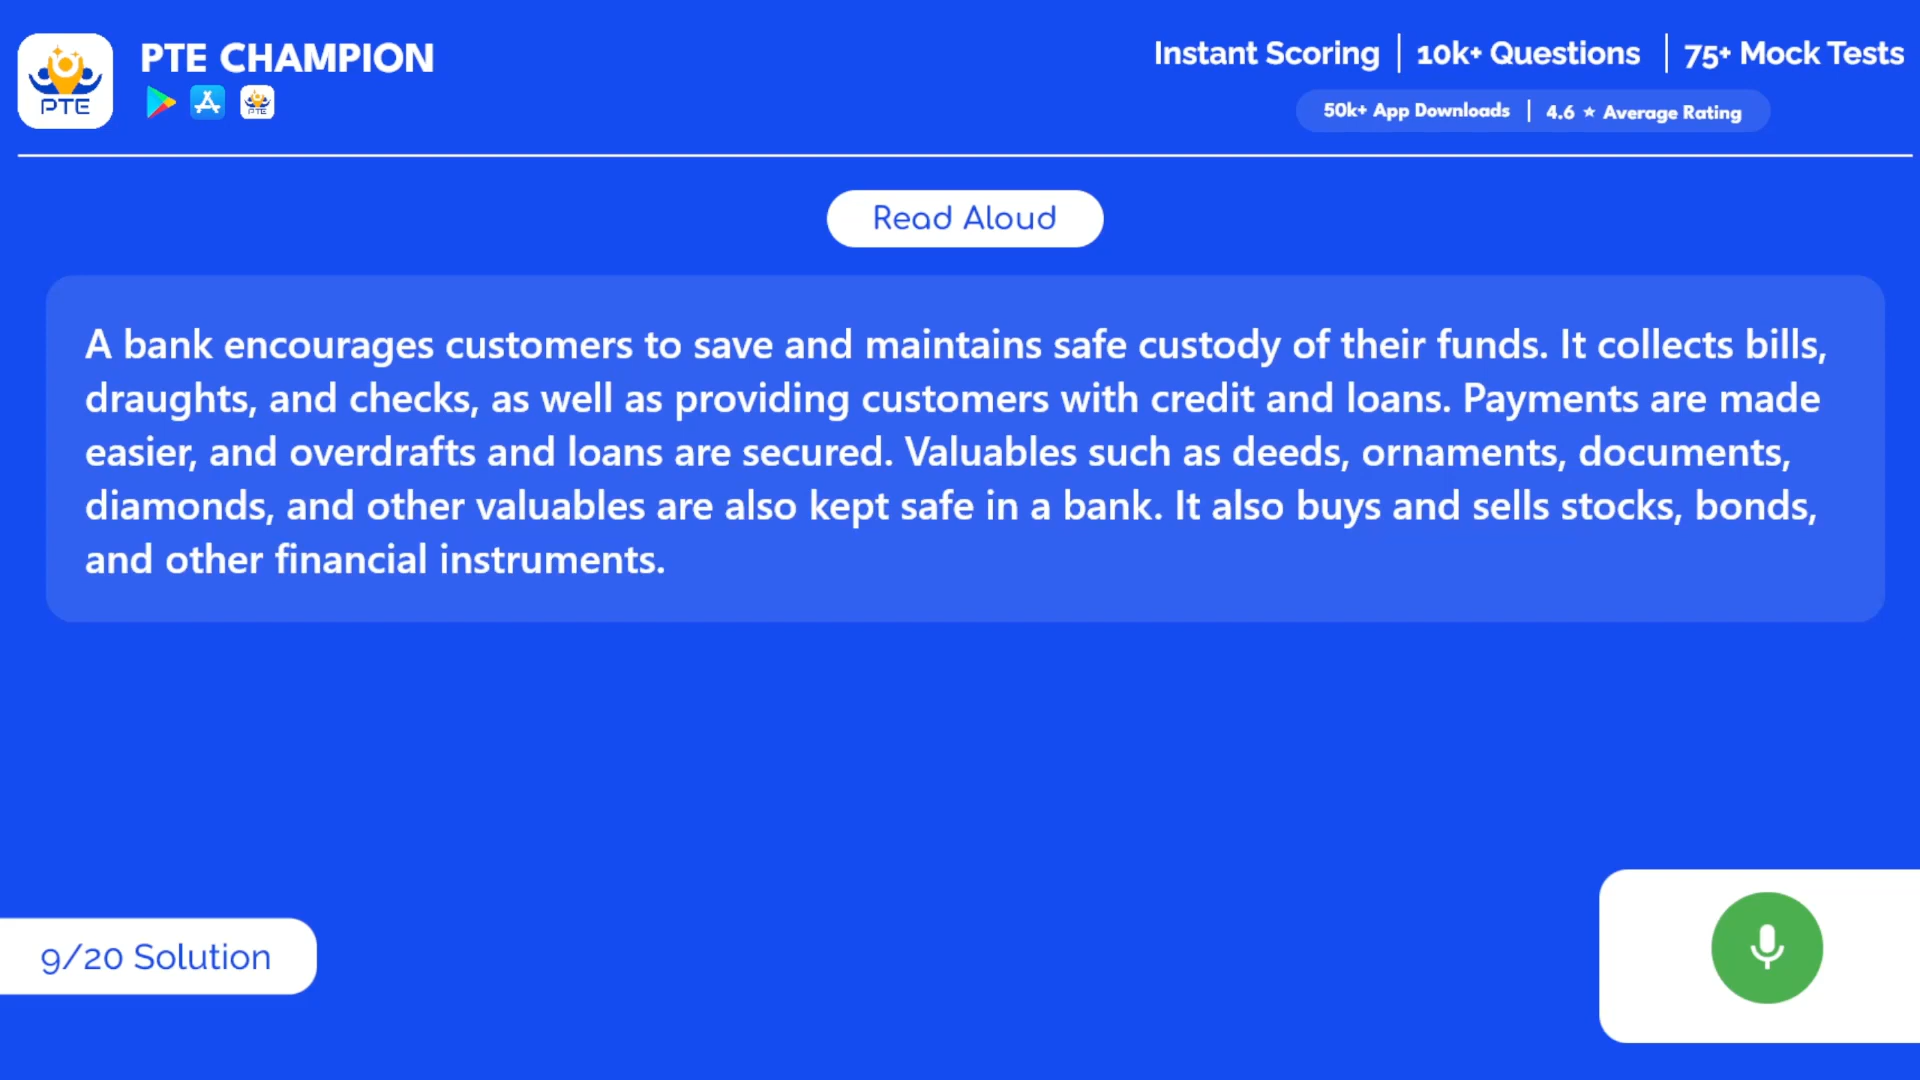 PTE CHAMPION
PTE
PTE
Instant Scoring | 10k+ Questions | 75+ Mock Tests
50k+ App Downloads | 4.6 ★ Average Rating
Read Aloud
A bank encourages customers to save and maintains safe custody of their funds. It collects bills,
draughts, and checks, as well as providing customers with credit and loans. Payments are made
easier, and overdrafts and loans are secured. Valuables such as deeds, ornaments, documents,
diamonds, and other valuables are also kept safe in a bank. It also buys and sells stocks, bonds,
and other financial instruments.
9/20 Solution